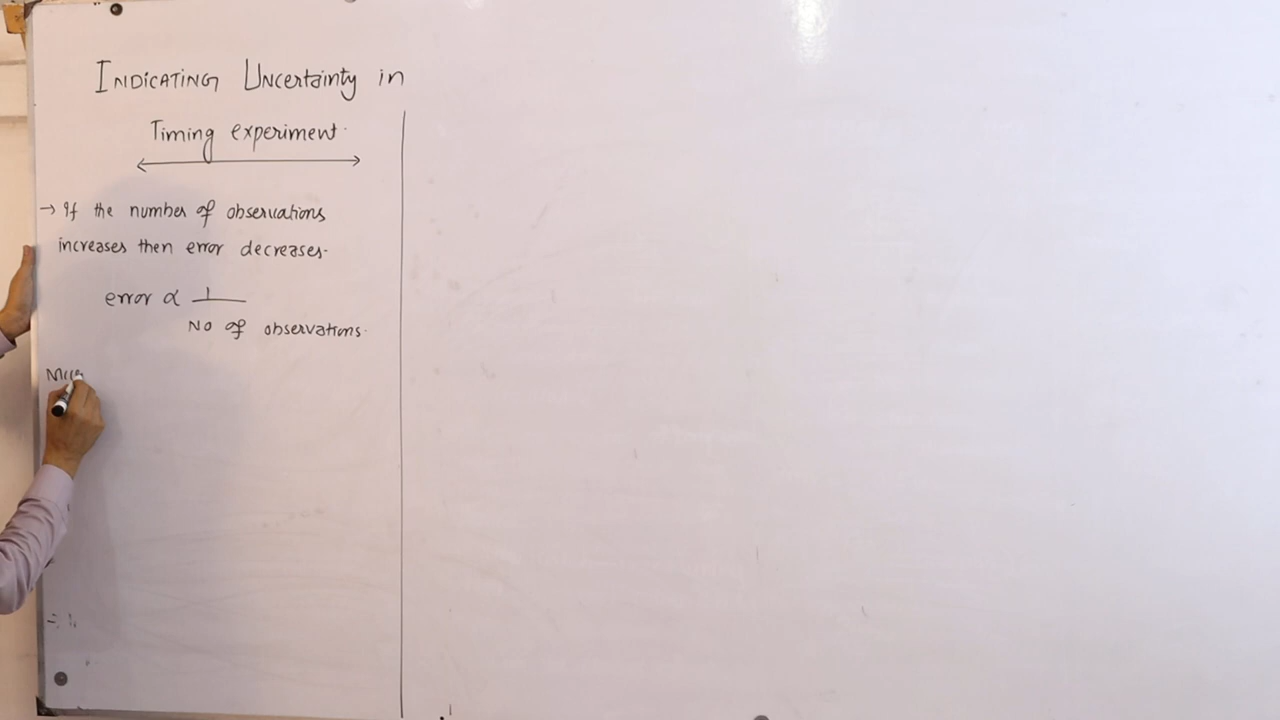 INDICATING Uncertainty in
Timing experiment.
→ If the number of observations
increases then error decreases.
error ∝ 1
No of observations.